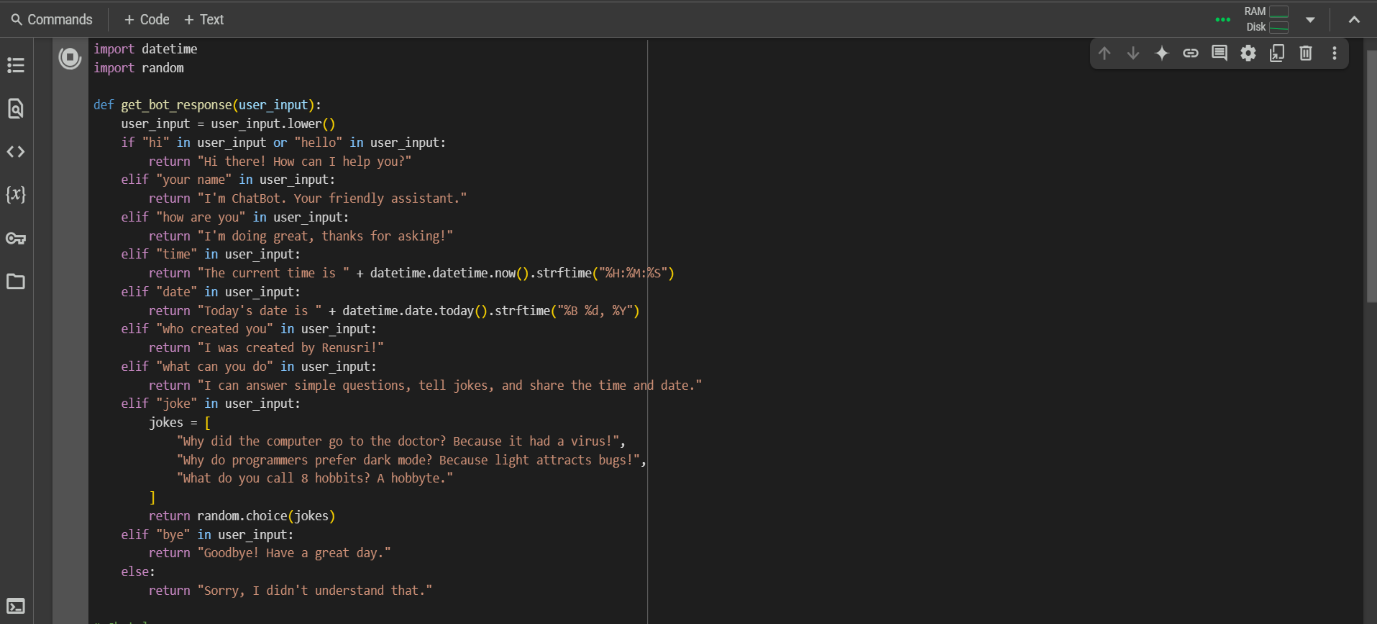 Commands + Code + Text
RAM
Disk
import datetime
import random
def get_bot_response(user_input):
    user_input = user_input.lower()
    if "hi" in user_input or "hello" in user_input:
        return "Hi there! How can I help you?"
    elif "your name" in user_input:
        return "I'm ChatBot. Your friendly assistant."
    elif "how are you" in user_input:
        return "I'm doing great, thanks for asking!"
    elif "time" in user_input:
        return "The current time is " + datetime.datetime.now().strftime("%H:%M:%S")
    elif "date" in user_input:
        return "Today's date is " + datetime.date.today().strftime("%B %d, %Y")
    elif "who created you" in user_input:
        return "I was created by Renusri!"
    elif "what can you do" in user_input:
        return "I can answer simple questions, tell jokes, and share the time and date."
    elif "joke" in user_input:
        jokes = [
            "Why did the computer go to the doctor? Because it had a virus!",
            "Why do programmers prefer dark mode? Because light attracts bugs!",
            "What do you call 8 hobbits? A hobbyte."
        ]
        return random.choice(jokes)
    elif "bye" in user_input:
        return "Goodbye! Have a great day."
    else:
        return "Sorry, I didn't understand that."